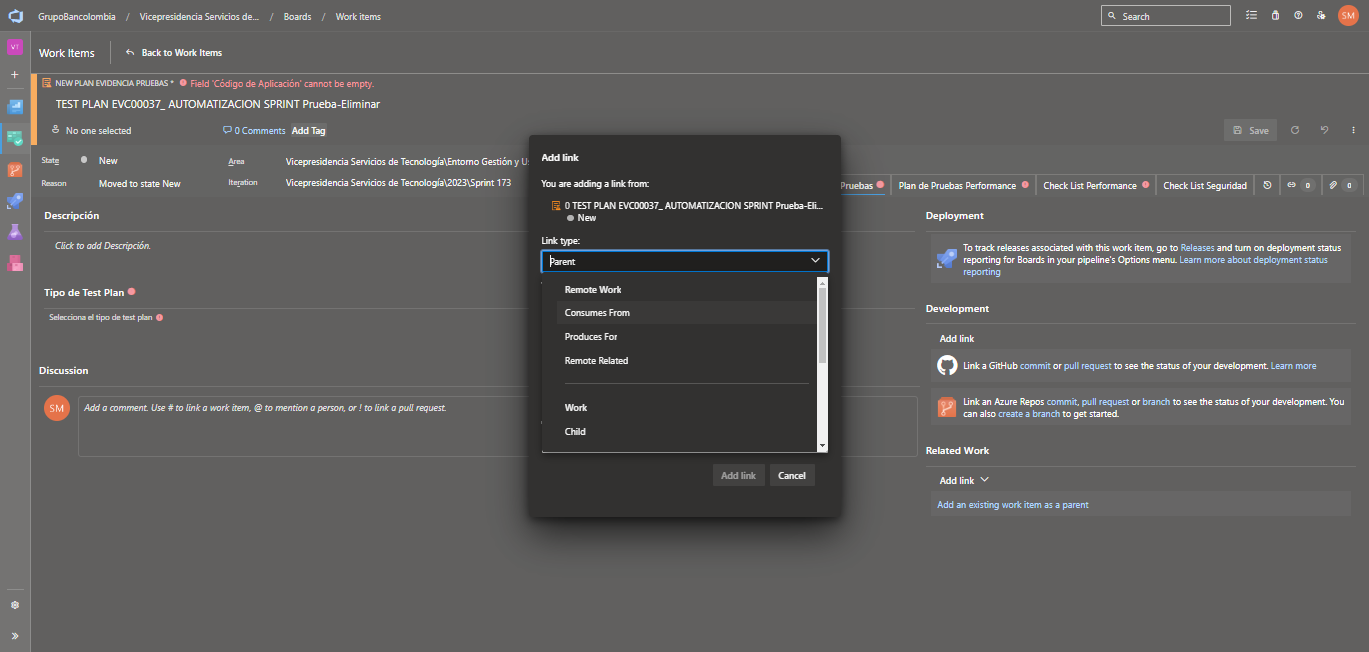 GrupoBancolombia / Vicepresidencia Servicios de... / Boards / Work items
Search
SM
VT
Work Items
Back to Work Items
NEW PLAN EVIDENCIA PRUEBAS * Field 'Código de Aplicación' cannot be empty.
TEST PLAN EVC00037_ AUTOMATIZACION SPRINT Prueba-Eliminar
No one selected
0 Comments
Add Tag
Save
State
New
Area
Vicepresidencia Servicios de Tecnología\Entorno Gestión y
Reason
Moved to state New
Iteration
Vicepresidencia Servicios de Tecnología\2023\Sprint 173
Pruebas
Plan de Pruebas Performance
Check List Performance
Check List Seguridad
0
0
Descripción
Click to add Descripción.
Tipo de Test Plan
Selecciona el tipo de test plan
Discussion
SM
Add a comment. Use # to link a work item, @ to mention a person, or ! to link a pull request.
Add link
You are adding a link from:
0 TEST PLAN EVC00037_ AUTOMATIZACION SPRINT Prueba-Eli...
New
Link type:
Parent
Remote Work
Consumes From
Produces For
Remote Related
Work
Child
Add link
Cancel
Deployment
To track releases associated with this work item, go to Releases and turn on deployment status
reporting for Boards in your pipeline's Options menu. Learn more about deployment status
reporting
Development
Add link
Link a GitHub commit or pull request to see the status of your development. Learn more
Link an Azure Repos commit, pull request or branch to see the status of your development. You
can also create a branch to get started.
Related Work
Add link
Add an existing work item as a parent